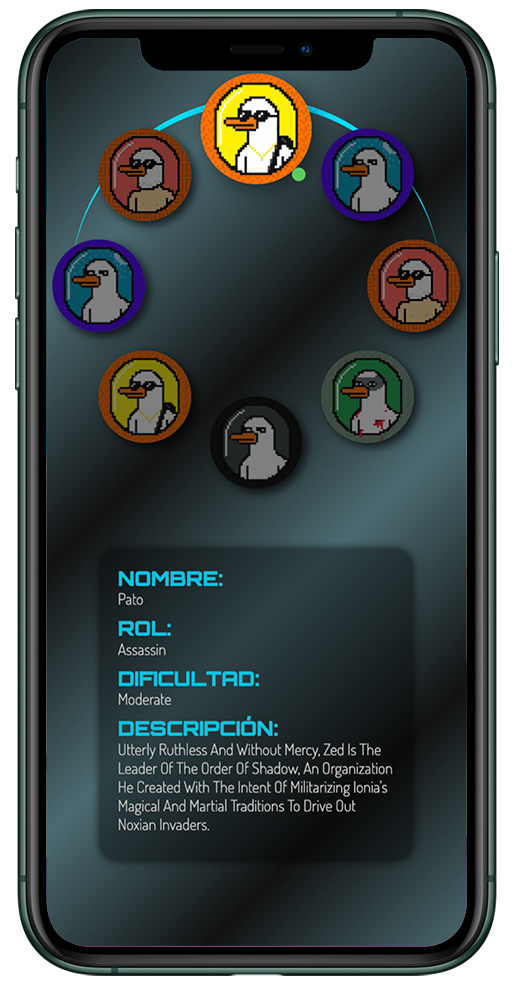 NOMBRE:
Pato
ROL:
Assassin
DIFICULTAD:
Moderate
DESCRIPCIÓN:
Utterly Ruthless And Without Mercy, Zed Is The
Leader Of The Order Of Shadow, An Organization
He Created With The Intent Of Militarizing Ionia's
Magical And Martial Traditions To Drive Out
Noxian Invaders.